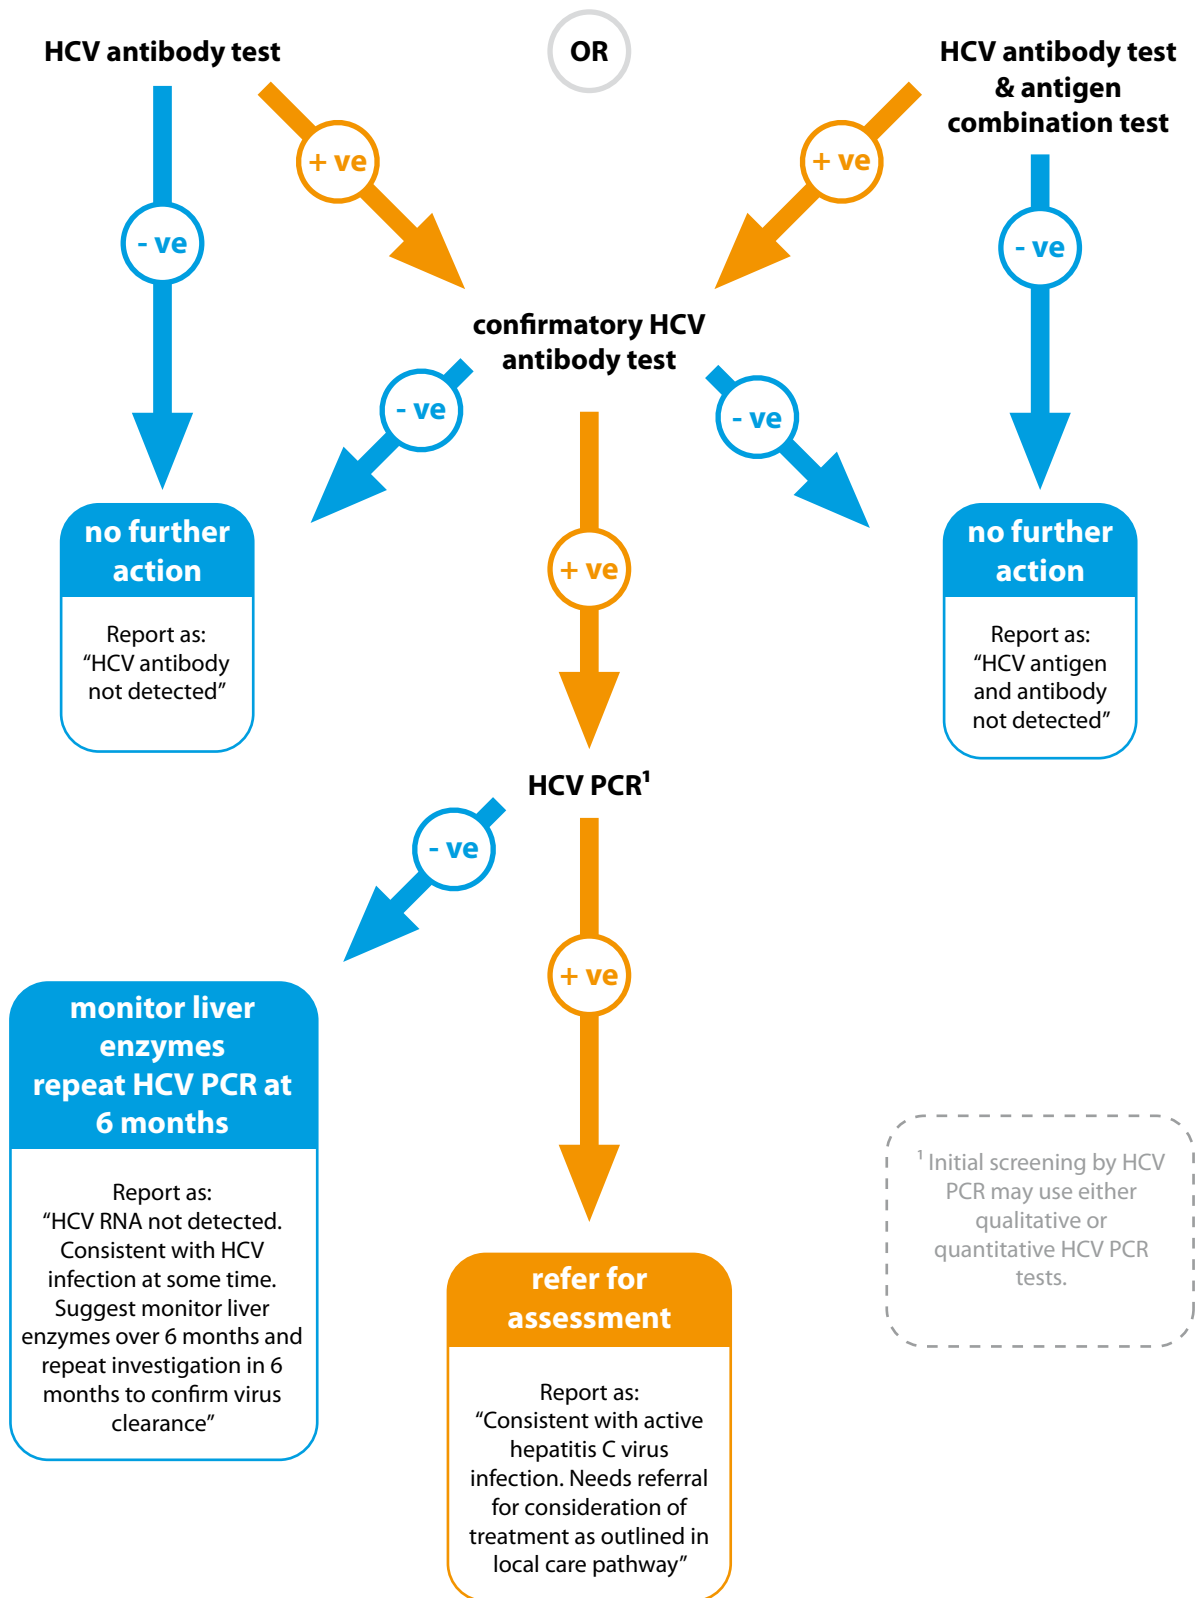 HCV antibody test
OR
HCV antibody test
& antigen
combination test
+ ve
+ ve
- ve
- ve
confirmatory HCV
antibody test
- ve
- ve
no further
action
Report as:
“HCV antibody
not detected”
+ ve
no further
action
Report as:
“HCV antigen
and antibody
not detected”
HCV PCR¹
- ve
+ ve
monitor liver
enzymes
repeat HCV PCR at
6 months
Report as:
“HCV RNA not detected.
Consistent with HCV
infection at some time.
Suggest monitor liver
enzymes over 6 months and
repeat investigation in 6
months to confirm virus
clearance”
refer for
assessment
Report as:
“Consistent with active
hepatitis C virus
infection. Needs referral
for consideration of
treatment as outlined in
local care pathway”
¹ Initial screening by HCV
PCR may use either
qualitative or
quantitative HCV PCR
tests.